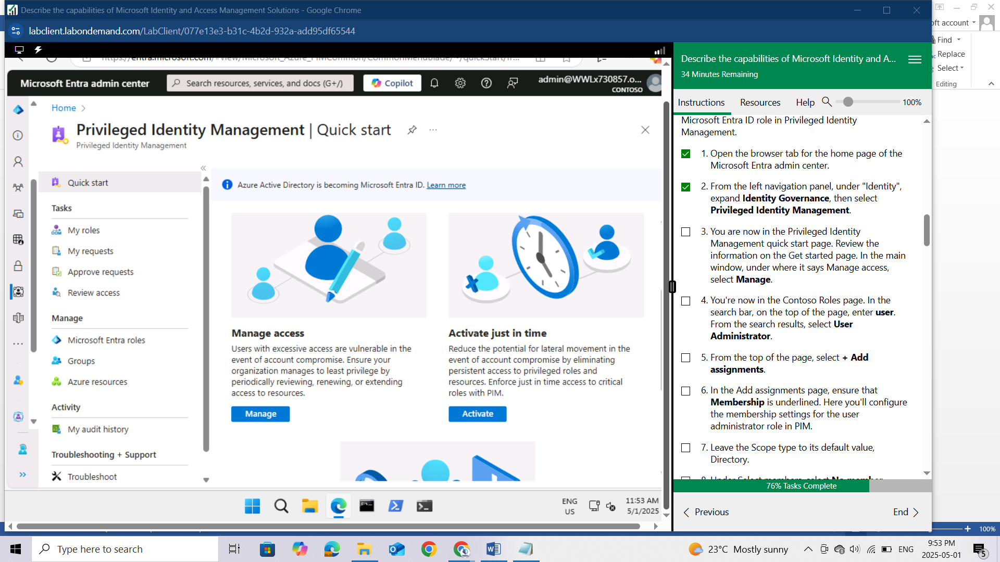 Describe the capabilities of Microsoft Identity and Access Management Solutions - Google Chrome
labclient.labondemand.com/LabClient/077e13e3-b31c-4b2d-932a-add95df65544
Microsoft Entra admin center
Search resources, services, and docs (G+/)
Copilot
admin@WWLx730857.o...
CONTOSO
Home
Privileged Identity Management | Quick start
Privileged Identity Management
Quick start
Tasks
My roles
My requests
Approve requests
Review access
Manage
Microsoft Entra roles
Groups
Azure resources
Activity
My audit history
Troubleshooting + Support
Troubleshoot
Azure Active Directory is becoming Microsoft Entra ID. Learn more
Manage access
Users with excessive access are vulnerable in the
event of account compromise. Ensure your
organization manages to least privilege by
periodically reviewing, renewing, or extending
access to resources.
Manage
Activate just in time
Reduce the potential for lateral movement in the
event of account compromise by eliminating
persistent access to privileged roles and
resources. Enforce just in time access to critical
roles with PIM.
Activate
ENG
US
11:53 AM
5/1/2025
Describe the capabilities of Microsoft Identity and A...
34 Minutes Remaining
Instructions
Resources
Help
100%
Microsoft Entra ID role in Privileged Identity
Management.
1. Open the browser tab for the home page of the
Microsoft Entra admin center.
2. From the left navigation panel, under "Identity",
expand Identity Governance, then select
Privileged Identity Management.
3. You are now in the Privileged Identity
Management quick start page. Review the
information on the Get started page. In the main
window, under where it says Manage access,
select Manage.
4. You're now in the Contoso Roles page. In the
search bar, on the top of the page, enter user.
From the search results, select User
Administrator.
5. From the top of the page, select + Add
assignments.
6. In the Add assignments page, ensure that
Membership is underlined. Here you'll configure
the membership settings for the user
administrator role in PIM.
7. Leave the Scope type to its default value,
Directory.
8. Under Select members, select No member
76% Tasks Complete
Previous
End
account
Find
Replace
Select
Editing
100%
Type here to search
23°C Mostly sunny
ENG
9:53 PM
2025-05-01
5